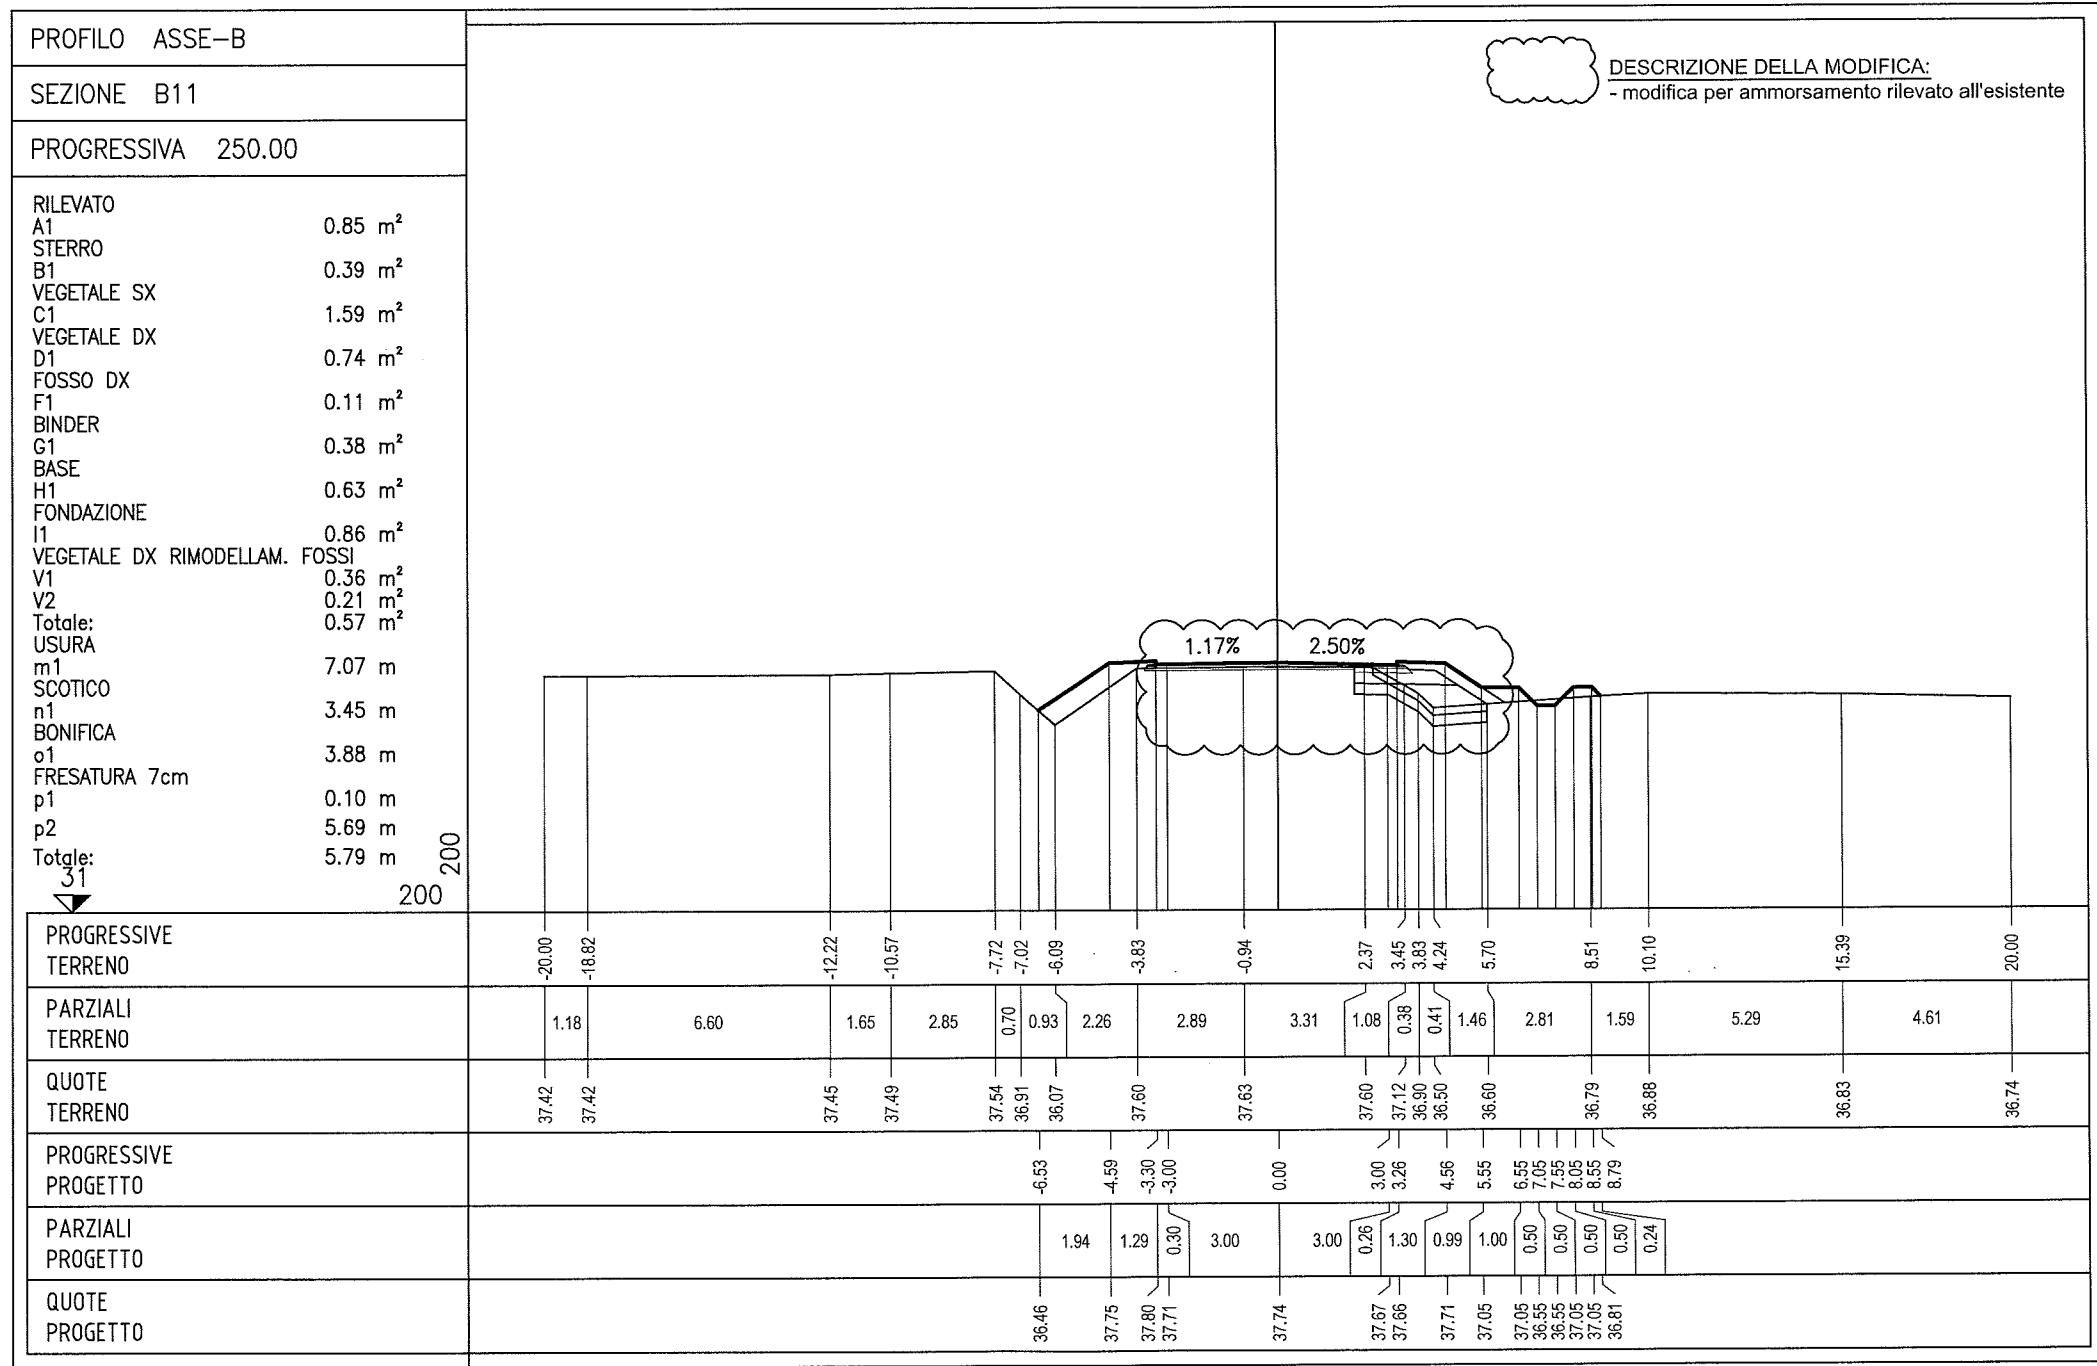 PROFILO ASSE-B
SEZIONE B11
PROGRESSIVA 250.00
DESCRIZIONE DELLA MODIFICA:
- modifica per ammorsamento rilevato all'esistente
RILEVATO
A1 0.85 m²
STERRO
B1 0.39 m²
VEGETALE SX
C1 1.59 m²
VEGETALE DX
D1 0.74 m²
FOSSO DX
F1 0.11 m²
BINDER
G1 0.38 m²
BASE
H1 0.63 m²
FONDAZIONE
I1 0.86 m²
VEGETALE DX RIMODELLAM. FOSSI
V1 0.36 m²
V2 0.21 m²
Totale: 0.57 m²
USURA
m1 7.07 m
SCOTICO
n1 3.45 m
BONIFICA
o1 3.88 m
FRESATURA 7cm
p1 0.10 m
p2 5.69 m
Totale: 5.79 m
31
200
200
1.17% 2.50%
PROGRESSIVE
TERRENO
-20.00 -18.82 -12.22 -10.57 -7.72 -7.02 -6.09 -3.83 -0.94 2.37 3.45 3.83 4.24 5.70 8.51 10.10 15.39 20.00
PARZIALI
TERRENO
1.18 6.60 1.65 2.85 0.70 0.93 2.26 2.89 3.31 1.08 0.38 0.41 1.46 2.81 1.59 5.29 4.61
QUOTE
TERRENO
37.42 37.42 37.45 37.49 37.54 36.91 36.07 37.60 37.63 37.60 37.12 36.90 36.50 36.60 36.79 36.88 36.83 36.74
PROGRESSIVE
PROGETTO
-6.53 -4.59 -3.30 -3.00 0.00 3.00 3.26 4.56 5.55 6.55 7.05 7.55 8.05 8.55 8.79
PARZIALI
PROGETTO
1.94 1.29 0.30 3.00 3.00 0.26 1.30 0.99 1.00 0.50 0.50 0.50 0.50 0.24
QUOTE
PROGETTO
36.46 37.75 37.80 37.71 37.74 37.67 37.66 37.71 37.05 37.05 36.55 36.55 37.05 37.05 36.81